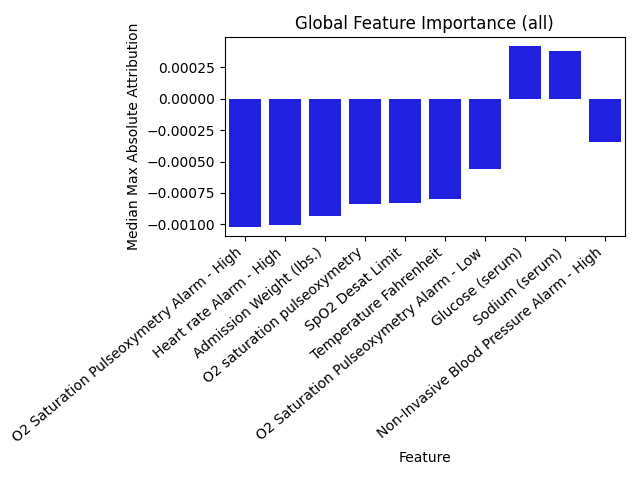 Global Feature Importance (all)
Median Max Absolute Attribution
0.00025
0.00000
−0.00025
−0.00050
−0.00075
−0.00100
O2 Saturation Pulseoxymetry Alarm - High
Heart rate Alarm - High
Admission Weight (lbs.)
O2 saturation pulseoxymetry
SpO2 Desat Limit
Temperature Fahrenheit
O2 Saturation Pulseoxymetry Alarm - Low
Glucose (serum)
Sodium (serum)
Non-Invasive Blood Pressure Alarm - High
Feature